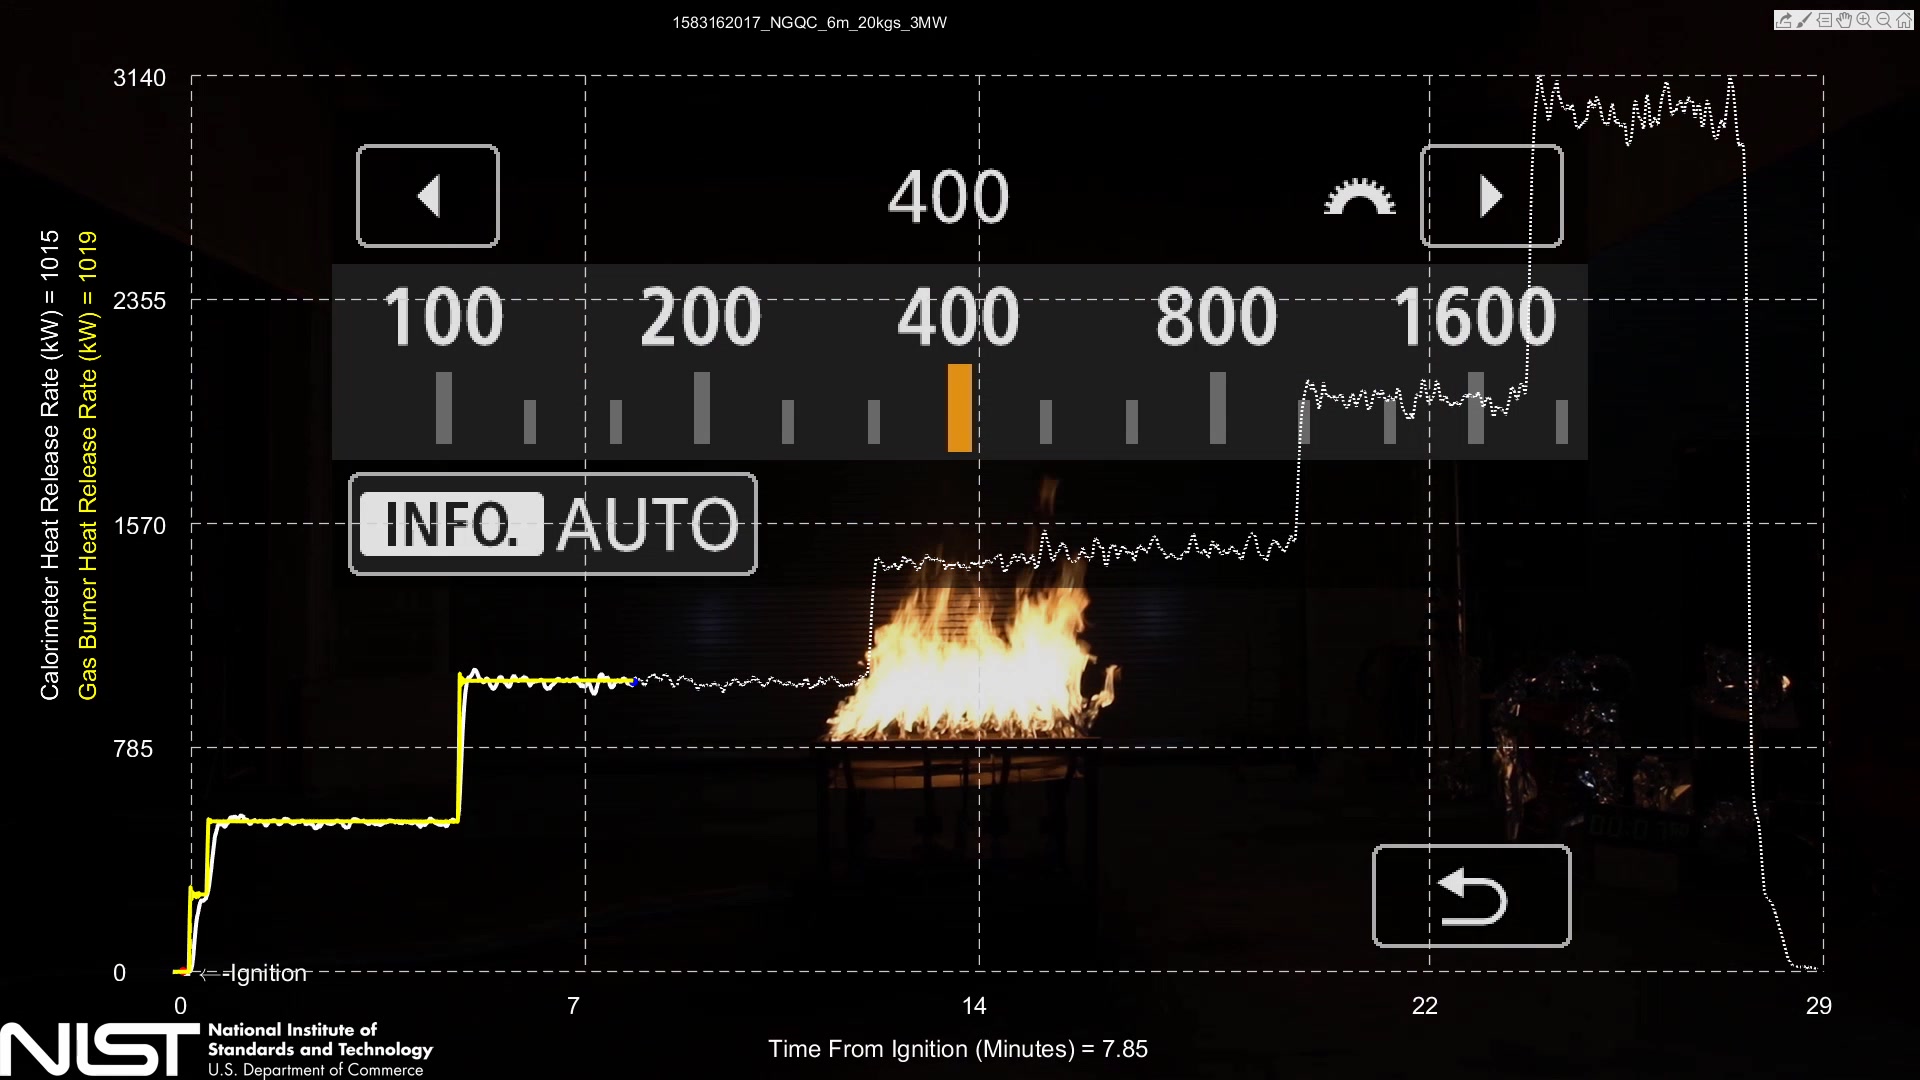 1583162017_NGQC_6m_20kgs_3MW
3140
2355
1570
785
0
Calorimeter Heat Release Rate (kW) = 1015
Gas Burner Heat Release Rate (kW) = 1019
400
100 200 400 800 1600
INFO. AUTO
←-Ignition
0 7 14 22 29
Time From Ignition (Minutes) = 7.85
NIST
National Institute of
Standards and Technology
U.S. Department of Commerce